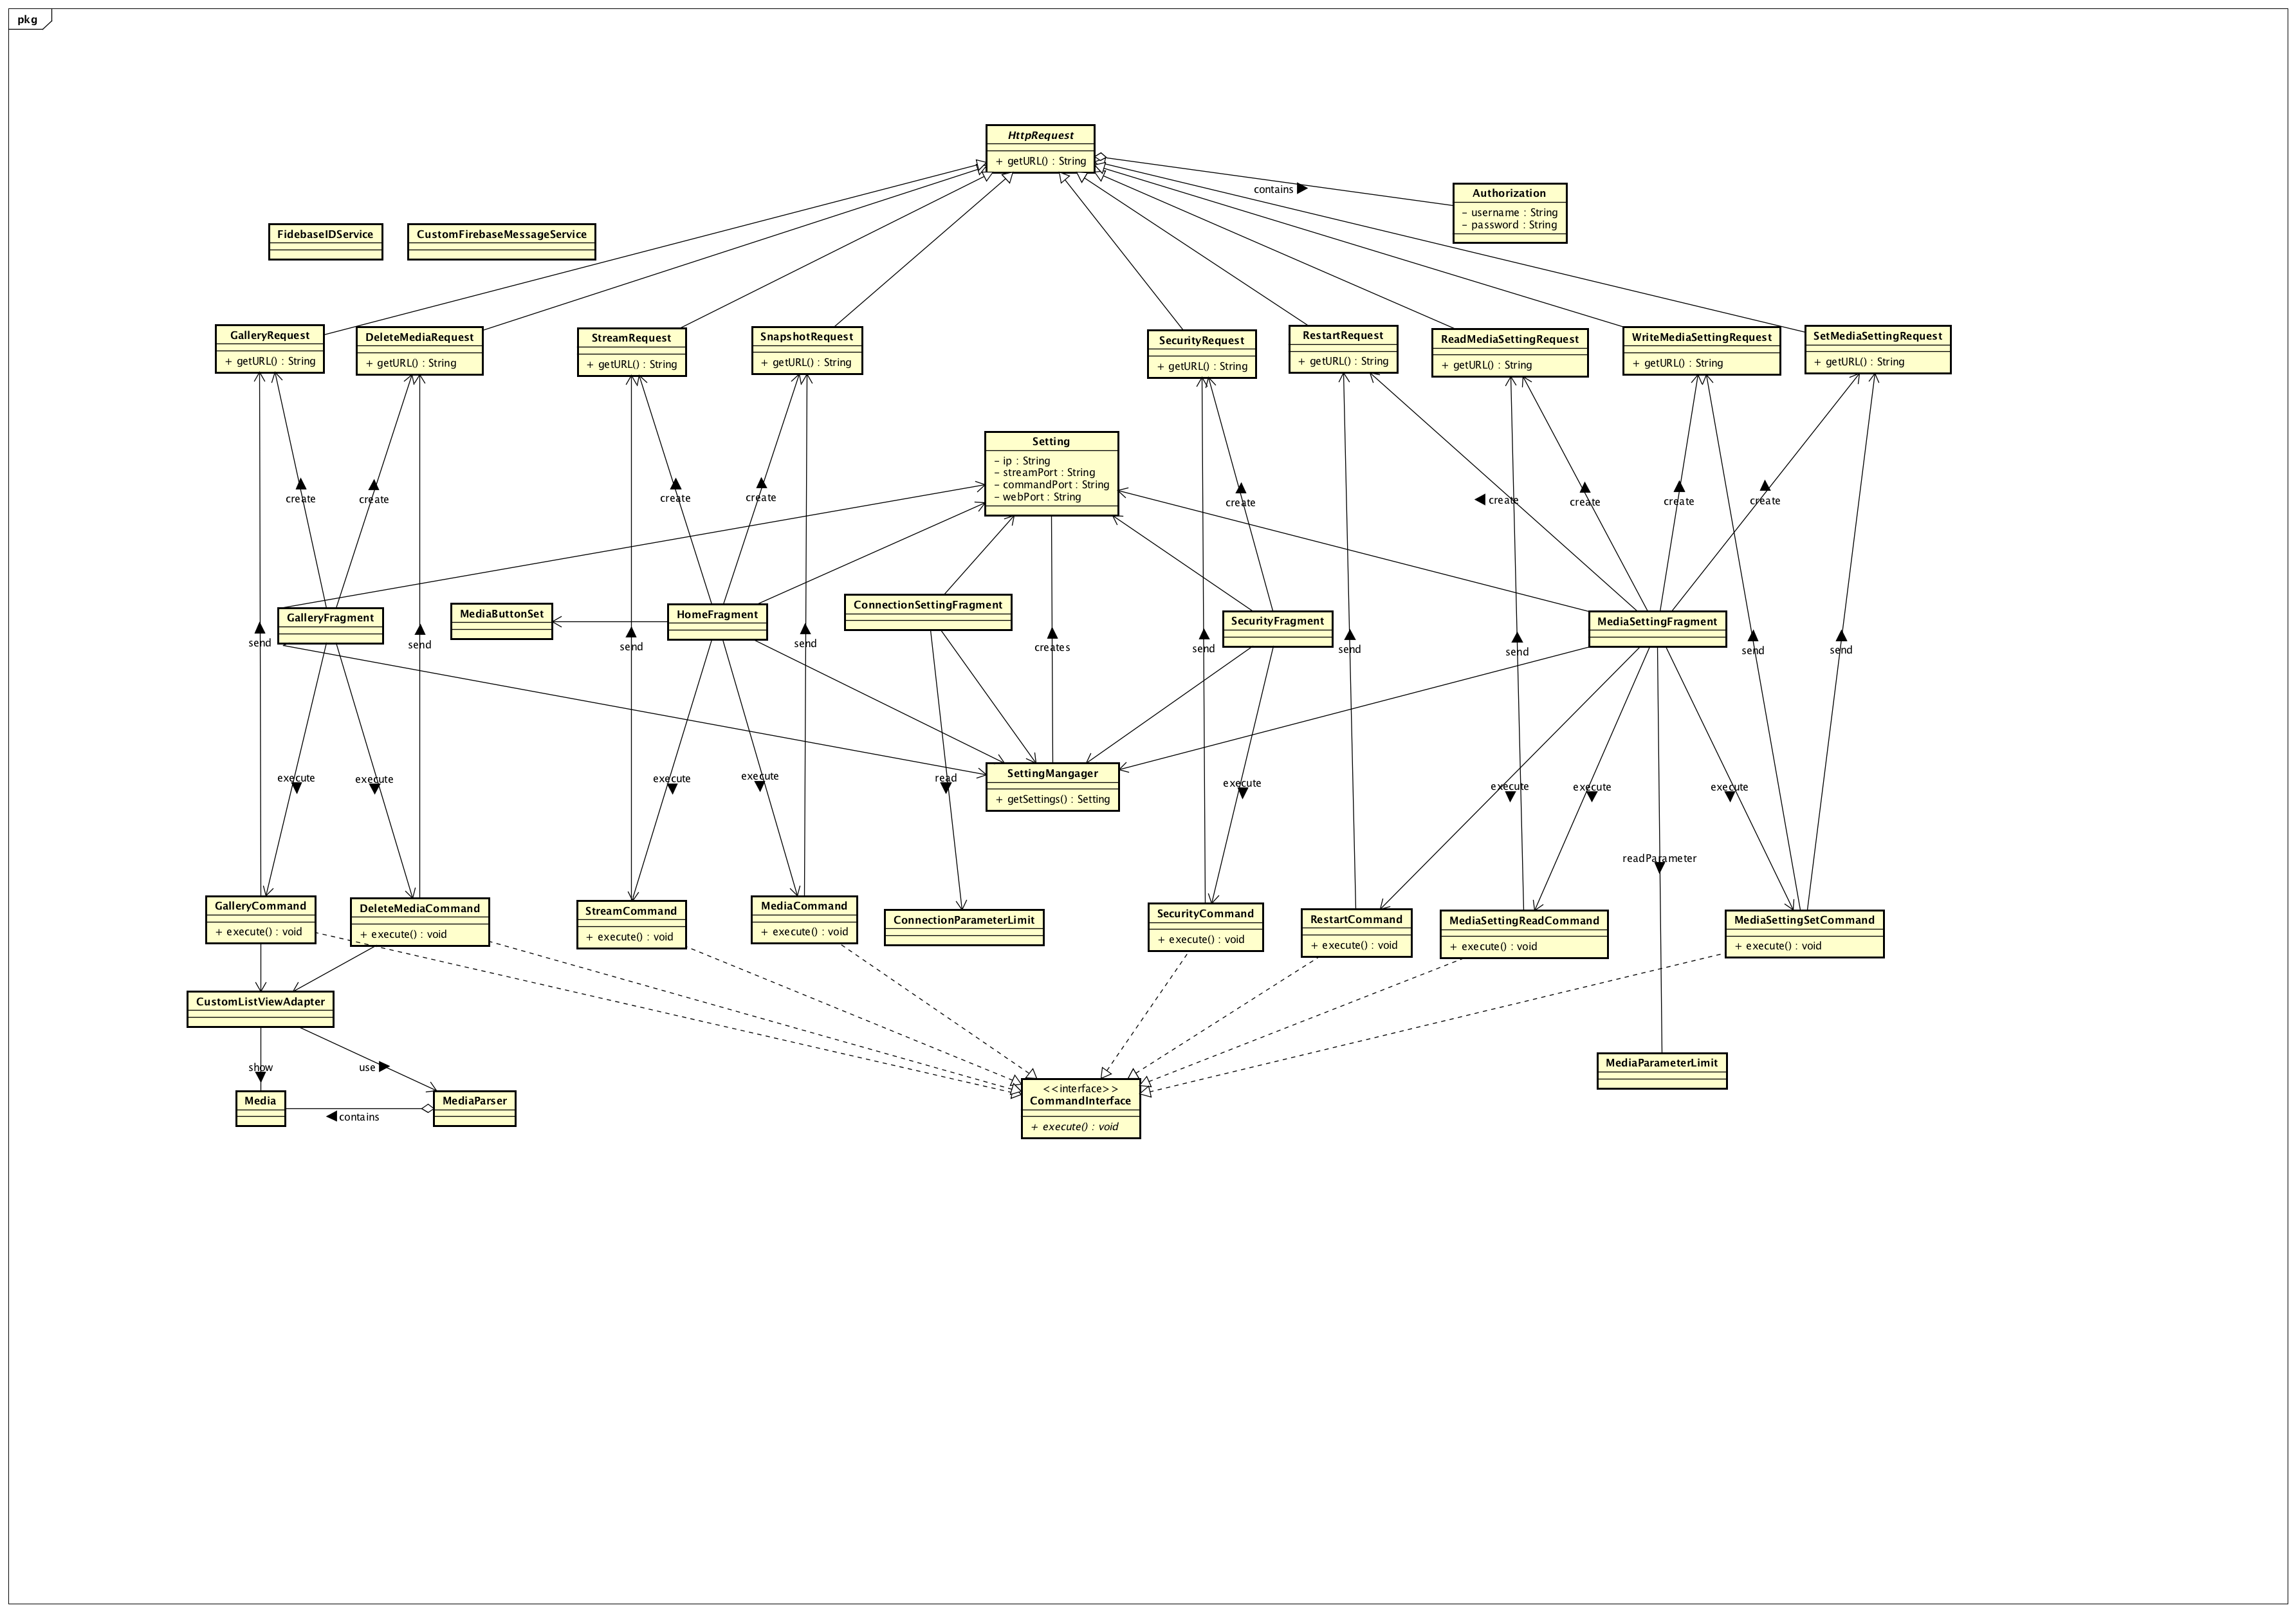 pkg
HttpRequest
+ getURL() : String
contains
Authorization
- username : String
- password : String
FidebaseIDService
CustomFirebaseMessageService
GalleryRequest
+ getURL() : String
DeleteMediaRequest
+ getURL() : String
StreamRequest
+ getURL() : String
SnapshotRequest
+ getURL() : String
SecurityRequest
+ getURL() : String
RestartRequest
+ getURL() : String
ReadMediaSettingRequest
+ getURL() : String
WriteMediaSettingRequest
+ getURL() : String
SetMediaSettingRequest
+ getURL() : String
Setting
- ip : String
- streamPort : String
- commandPort : String
- webPort : String
create
create
create
create
create
create
create
create
create
GalleryFragment
MediaButtonSet
HomeFragment
ConnectionSettingFragment
SecurityFragment
MediaSettingFragment
send
send
send
send
creates
send
send
send
send
send
SettingMangager
+ getSettings() : Setting
execute
execute
execute
execute
read
execute
execute
execute
execute
readParameter
GalleryCommand
+ execute() : void
DeleteMediaCommand
+ execute() : void
StreamCommand
+ execute() : void
MediaCommand
+ execute() : void
ConnectionParameterLimit
SecurityCommand
+ execute() : void
RestartCommand
+ execute() : void
MediaSettingReadCommand
+ execute() : void
MediaSettingSetCommand
+ execute() : void
CustomListViewAdapter
show
use
Media
contains
MediaParser
<<interface>>
CommandInterface
+ execute() : void
MediaParameterLimit